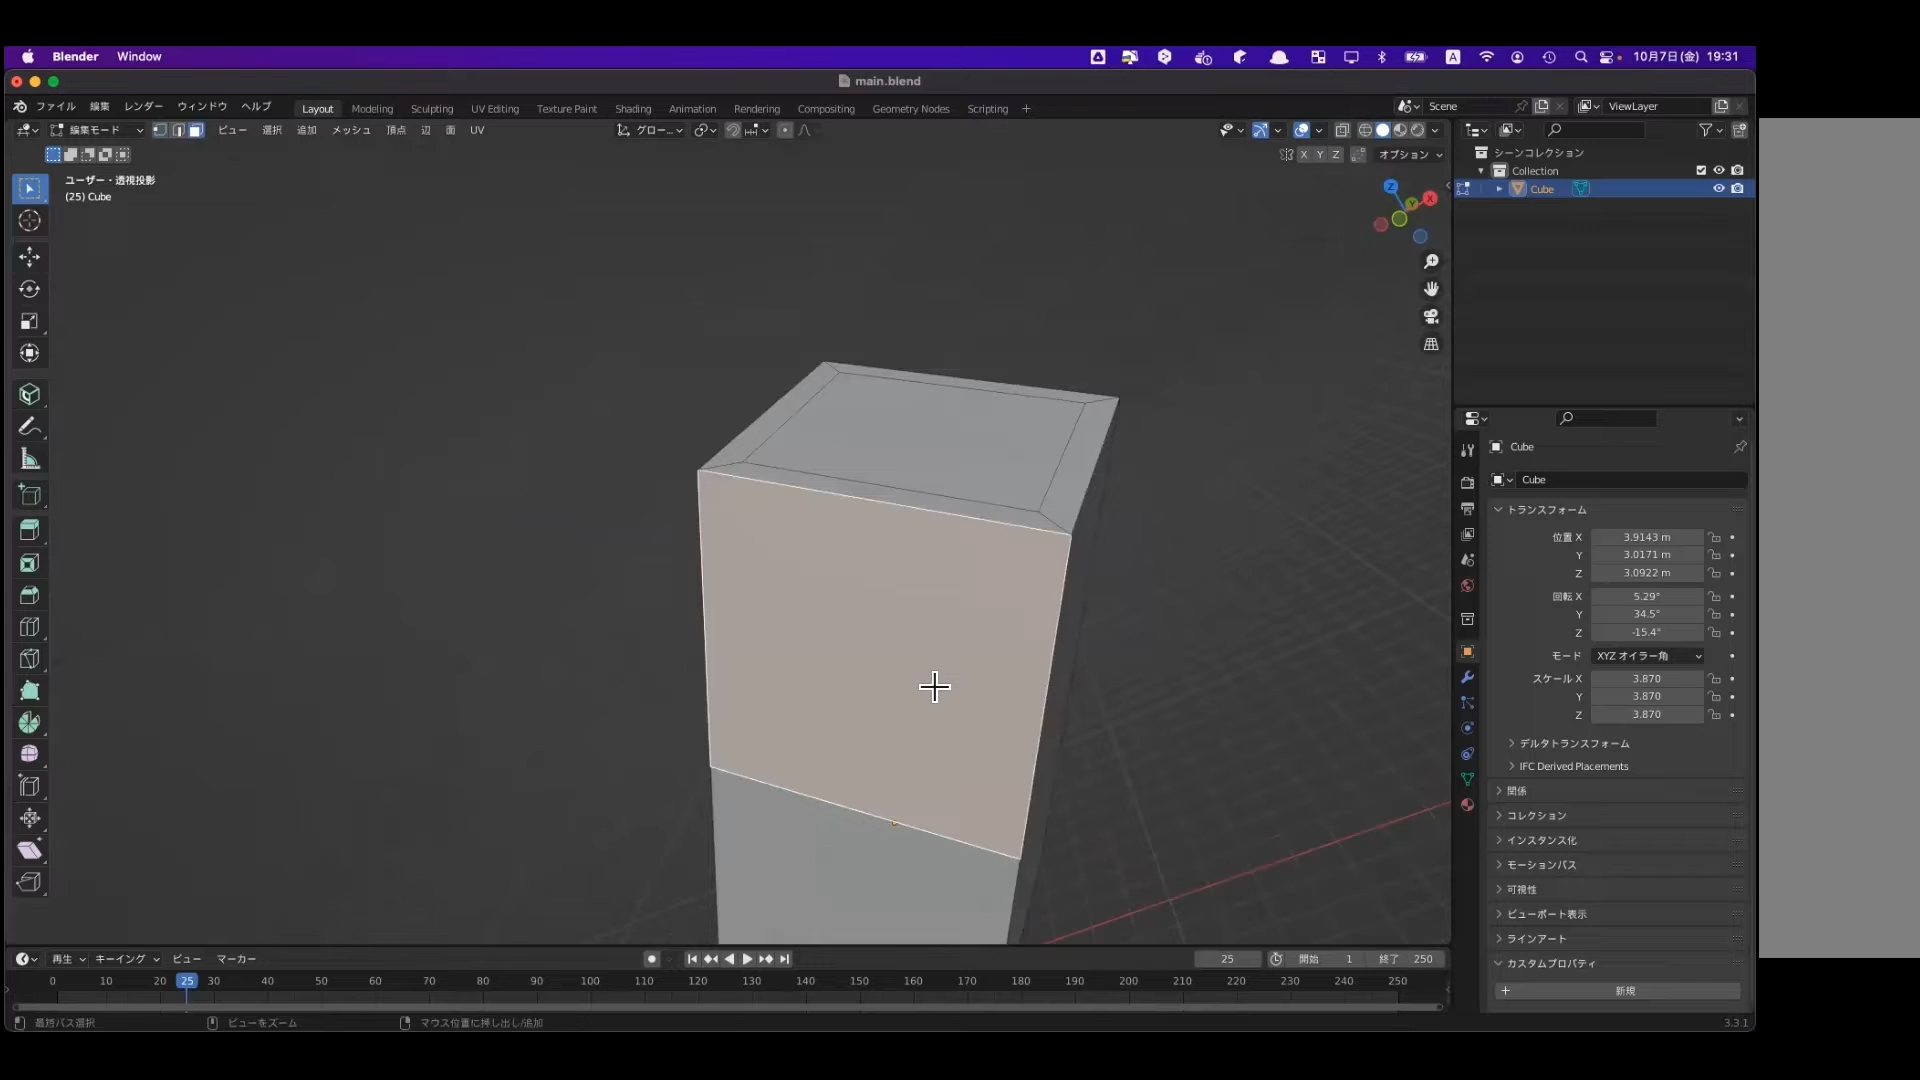 Blender Window
10月7日(金) 19:31
main.blend
ファイル 編集 レンダー ウィンドウ ヘルプ Layout Modeling Sculpting UV Editing Texture Paint Shading Animation Rendering Compositing Geometry Nodes Scripting + Scene ViewLayer
編集モード ビュー 選択 追加 メッシュ 頂点 辺 面 UV グロー...
X Y Z オプション
ユーザー・透視投影
(25) Cube
Z
Y
X
シーンコレクション
Collection
Cube
Cube
Cube
トランスフォーム
位置 X 3.9143 m
Y 3.0171 m
Z 3.0922 m
回転 X 5.29°
Y 34.5°
Z -15.4°
モード XYZ オイラー角
スケール X 3.870
Y 3.870
Z 3.870
デルタトランスフォーム
IFC Derived Placements
関係
コレクション
インスタンス化
モーションパス
可視性
ビューポート表示
ラインアート
カスタムプロパティ
新規
再生 キーイング ビュー マーカー 25 開始 1 終了 250
0 10 20 25 30 40 50 60 70 80 90 100 110 120 130 140 150 160 170 180 190 200 210 220 230 240 250
最短パス選択 ビューをズーム マウス位置に押し出し/追加 3.3.1